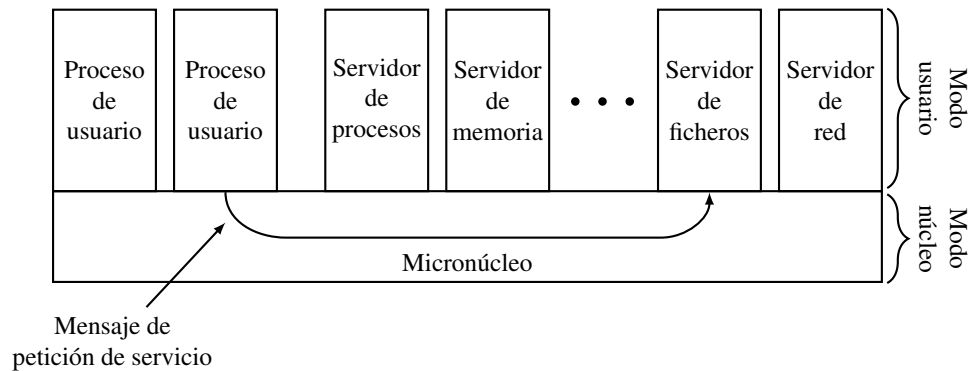 Proceso
de
usuario
Proceso
de
usuario
Servidor
de
procesos
Servidor
de
memoria
Servidor
de
ficheros
Servidor
de
red
Modo
usuario
Micronúcleo
Modo
núcleo
Mensaje de
petición de servicio